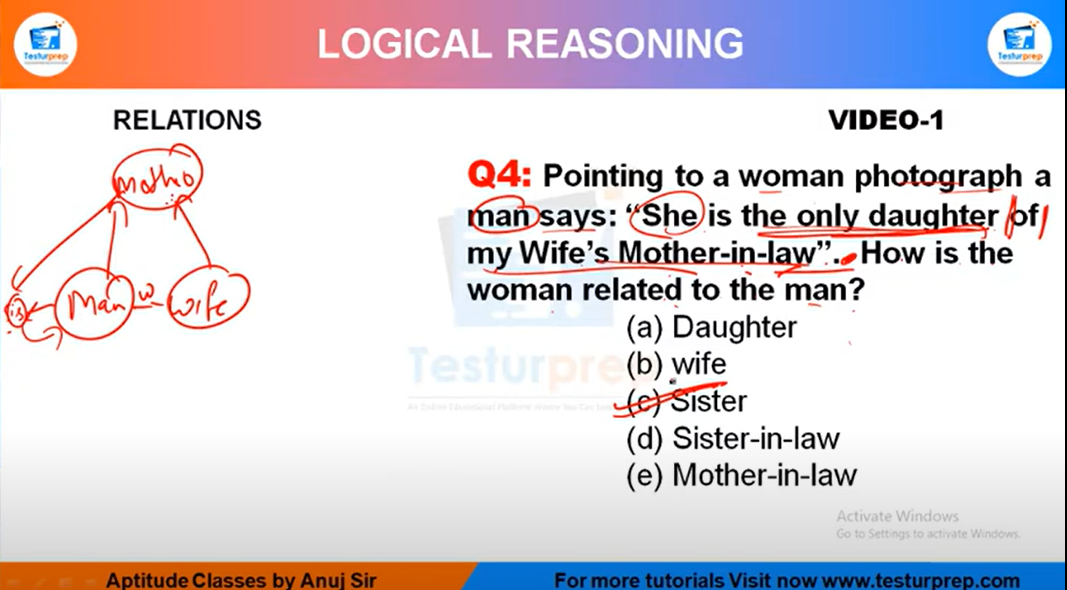 LOGICAL REASONING
Testurprep
Testurprep
RELATIONS
VIDEO-1
Q4: Pointing to a woman photograph a
man says: “She is the only daughter of
my Wife’s Mother-in-law”. How is the
woman related to the man?
(a) Daughter
(b) wife
(c) Sister
(d) Sister-in-law
(e) Mother-in-law
Man
W
wife
Testurprep
Activate Windows
Go to Settings to activate Windows.
Aptitude Classes by Anuj Sir
For more tutorials Visit now www.testurprep.com